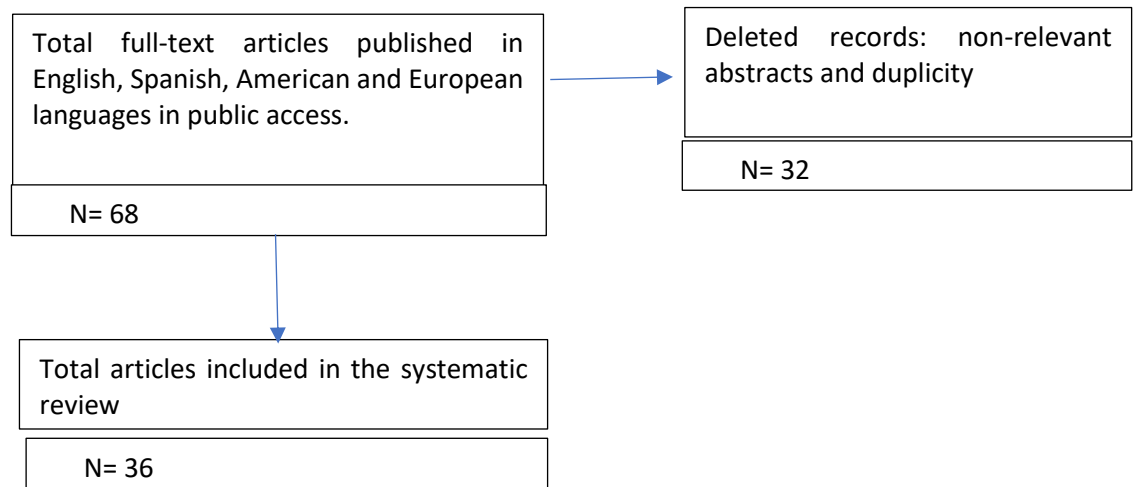 Total full-text articles published in
English, Spanish, American and European
languages in public access.
N= 68
Deleted records: non-relevant
abstracts and duplicity
N= 32
Total articles included in the systematic
review
N= 36